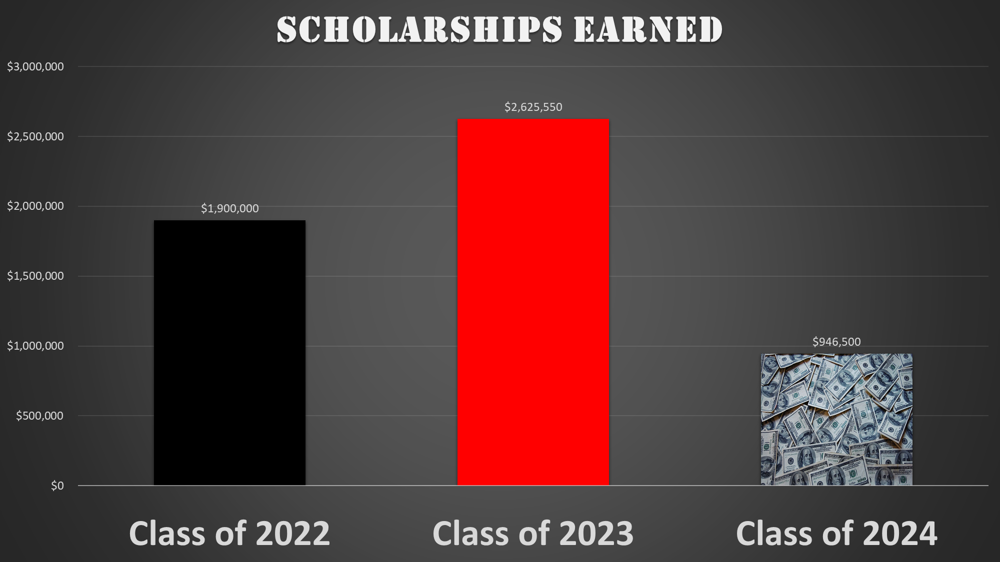 SCHOLARSHIPS EARNED
$3,000,000
$2,625,550
$2,500,000
$2,000,000
$1,900,000
$1,500,000
$1,000,000
$946,500
$500,000
$0
Class of 2022
Class of 2023
Class of 2024